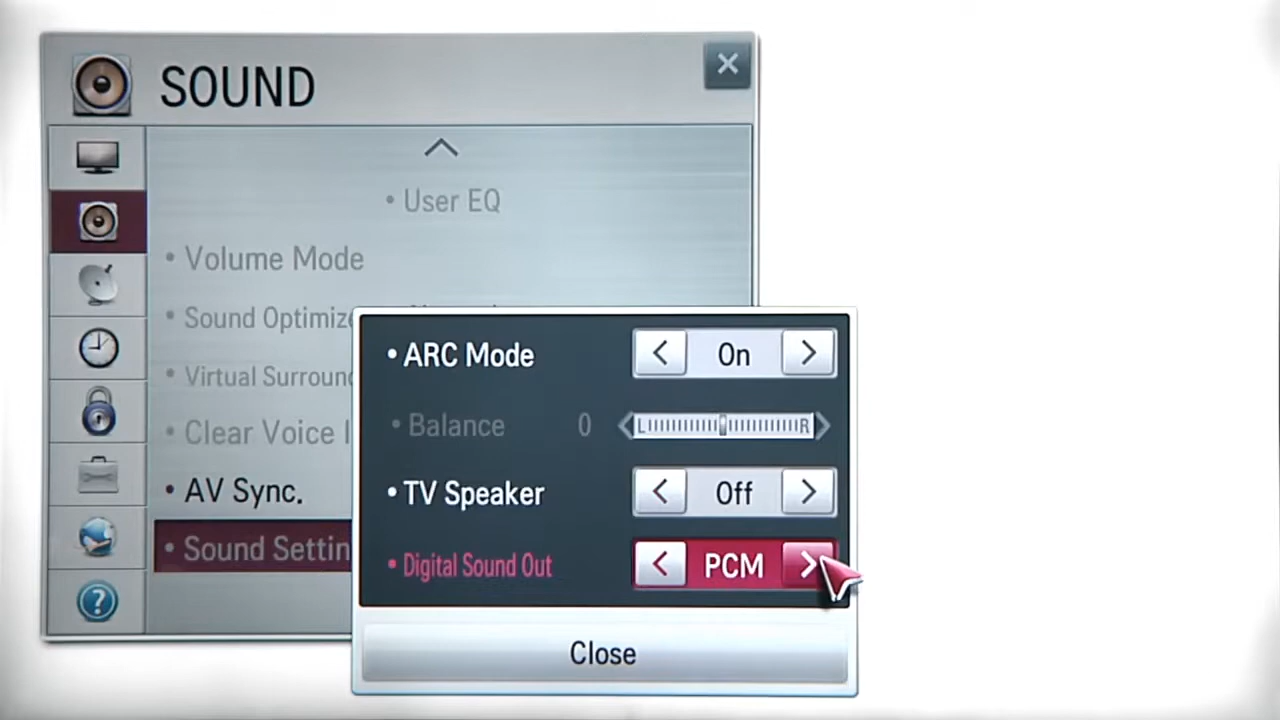 SOUND
• User EQ
• Volume Mode
• Sound Optimize
• Virtual Surroun
• Clear Voice I
• AV Sync.
• Sound Settin
• ARC Mode On
• Balance 0 L R
• TV Speaker Off
• Digital Sound Out PCM
Close
?